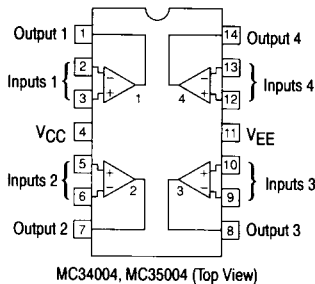 Output 1 1 14 Output 4
Inputs 1 2 − + 1 4 − + 13 Inputs 4
3 12
VCC 4 11 VEE
Inputs 2 5 + − 2 3 + − 10 Inputs 3
6 9
Output 2 7 8 Output 3
MC34004, MC35004 (Top View)